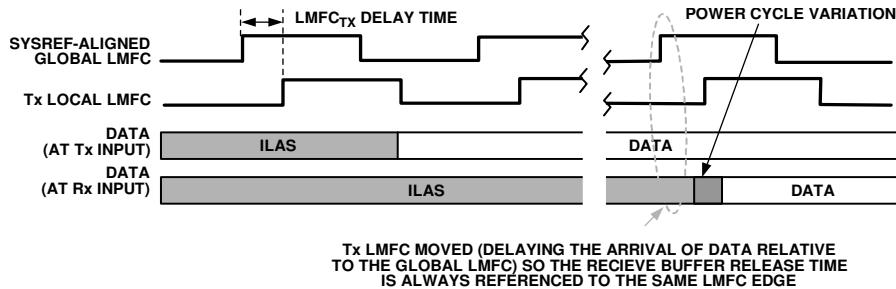 LMFCTX DELAY TIME
POWER CYCLE VARIATION
SYSREF-ALIGNED
GLOBAL LMFC
Tx LOCAL LMFC
DATA
(AT Tx INPUT)
ILAS
DATA
DATA
(AT Rx INPUT)
ILAS
DATA
Tx LMFC MOVED (DELAYING THE ARRIVAL OF DATA RELATIVE
TO THE GLOBAL LMFC) SO THE RECIEVE BUFFER RELEASE TIME
IS ALWAYS REFERENCED TO THE SAME LMFC EDGE